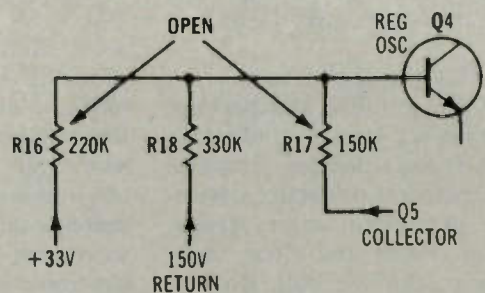 OPEN
REG OSC
Q4
R16 220K
R18 330K
R17 150K
+33V
150V RETURN
Q5 COLLECTOR